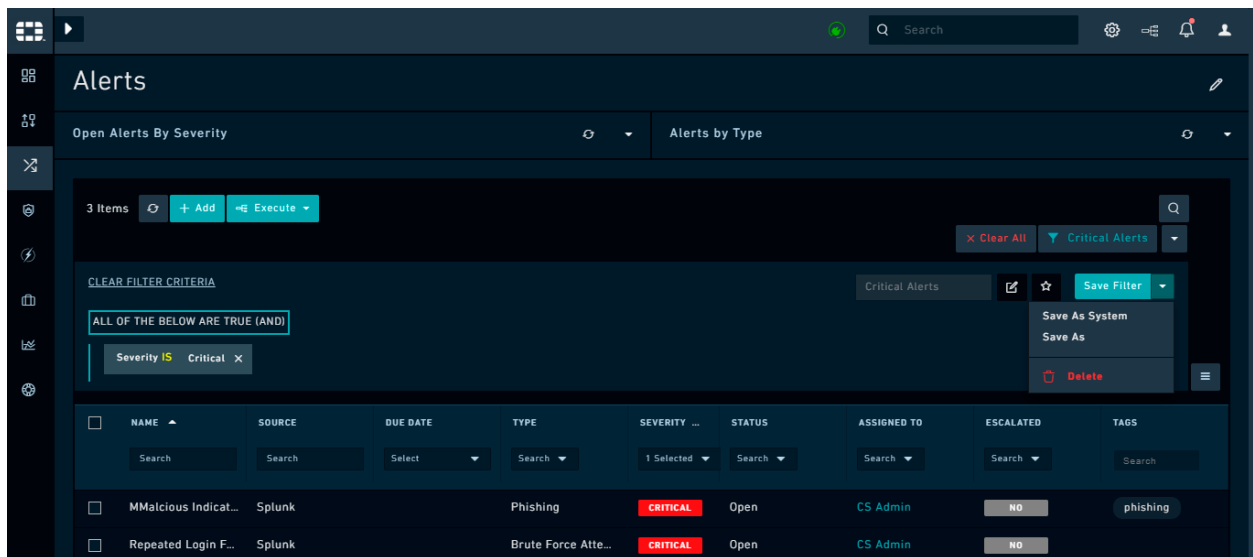 Search
Alerts
Open Alerts By Severity
Alerts by Type
3 Items
+ Add
Execute
× Clear All
Critical Alerts
CLEAR FILTER CRITERIA
Critical Alerts
Save Filter
ALL OF THE BELOW ARE TRUE (AND)
Save As System
Save As
Severity IS Critical ×
Delete
NAME SOURCE DUE DATE TYPE SEVERITY ... STATUS ASSIGNED TO ESCALATED TAGS
Search Search Select Search 1 Selected Search Search Search Search
MMalcious Indicat... Splunk Phishing CRITICAL Open CS Admin NO phishing
Repeated Login F... Splunk Brute Force Atte... CRITICAL Open CS Admin NO